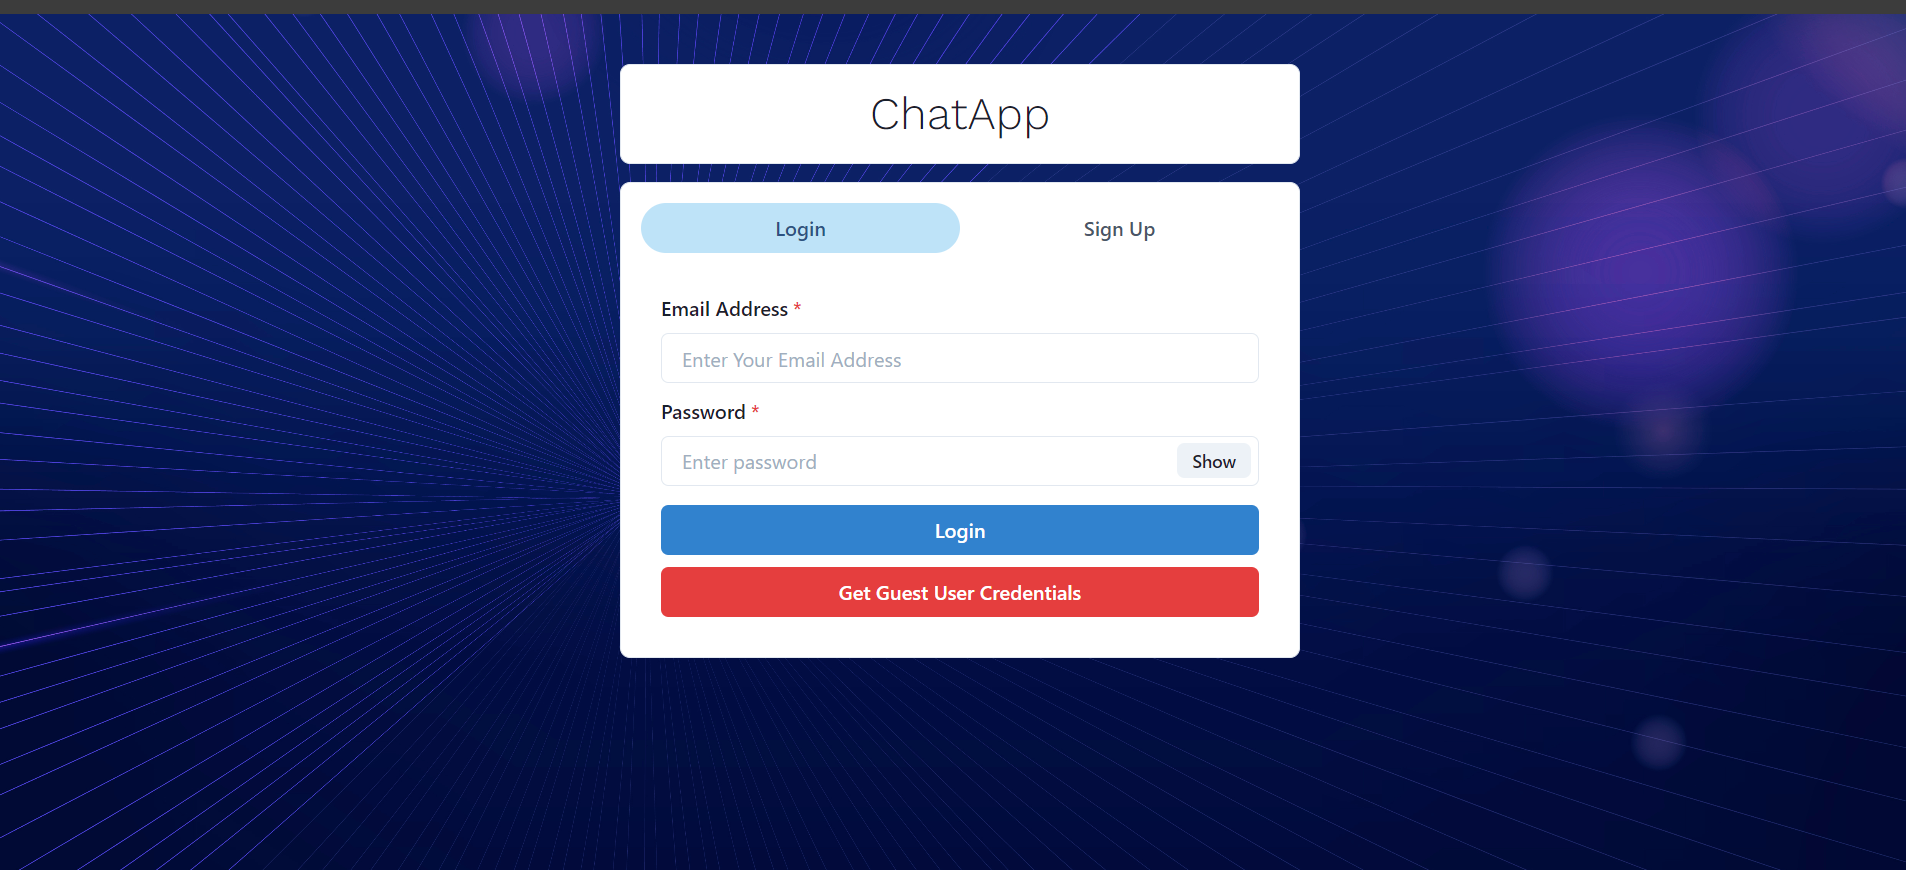 ChatApp
Login
Sign Up
Email Address *
Enter Your Email Address
Password *
Enter password
Show
Login
Get Guest User Credentials